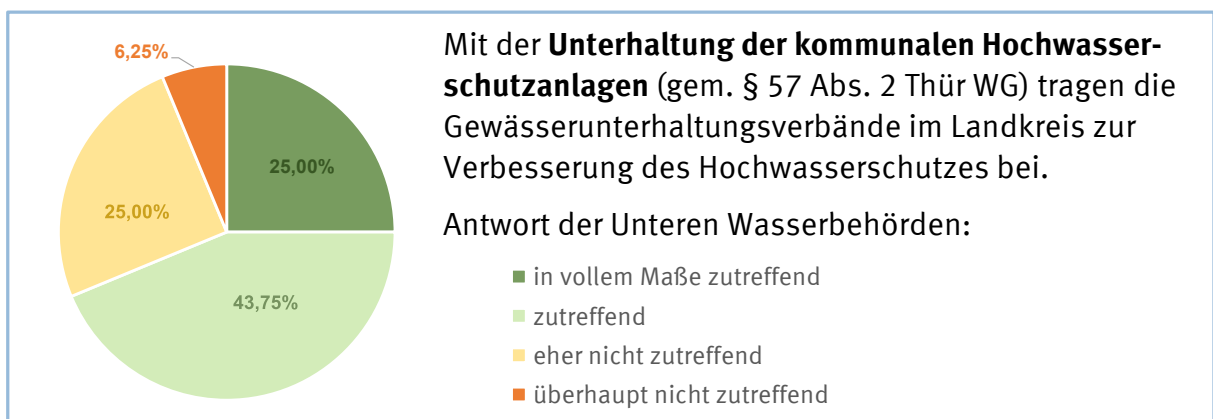 6,25%
25,00%
25,00%
43,75%
Mit der Unterhaltung der kommunalen Hochwasser-
schutzanlagen (gem. § 57 Abs. 2 Thür WG) tragen die
Gewässerunterhaltungsverbände im Landkreis zur
Verbesserung des Hochwasserschutzes bei.
Antwort der Unteren Wasserbehörden:
in vollem Maße zutreffend
zutreffend
eher nicht zutreffend
überhaupt nicht zutreffend